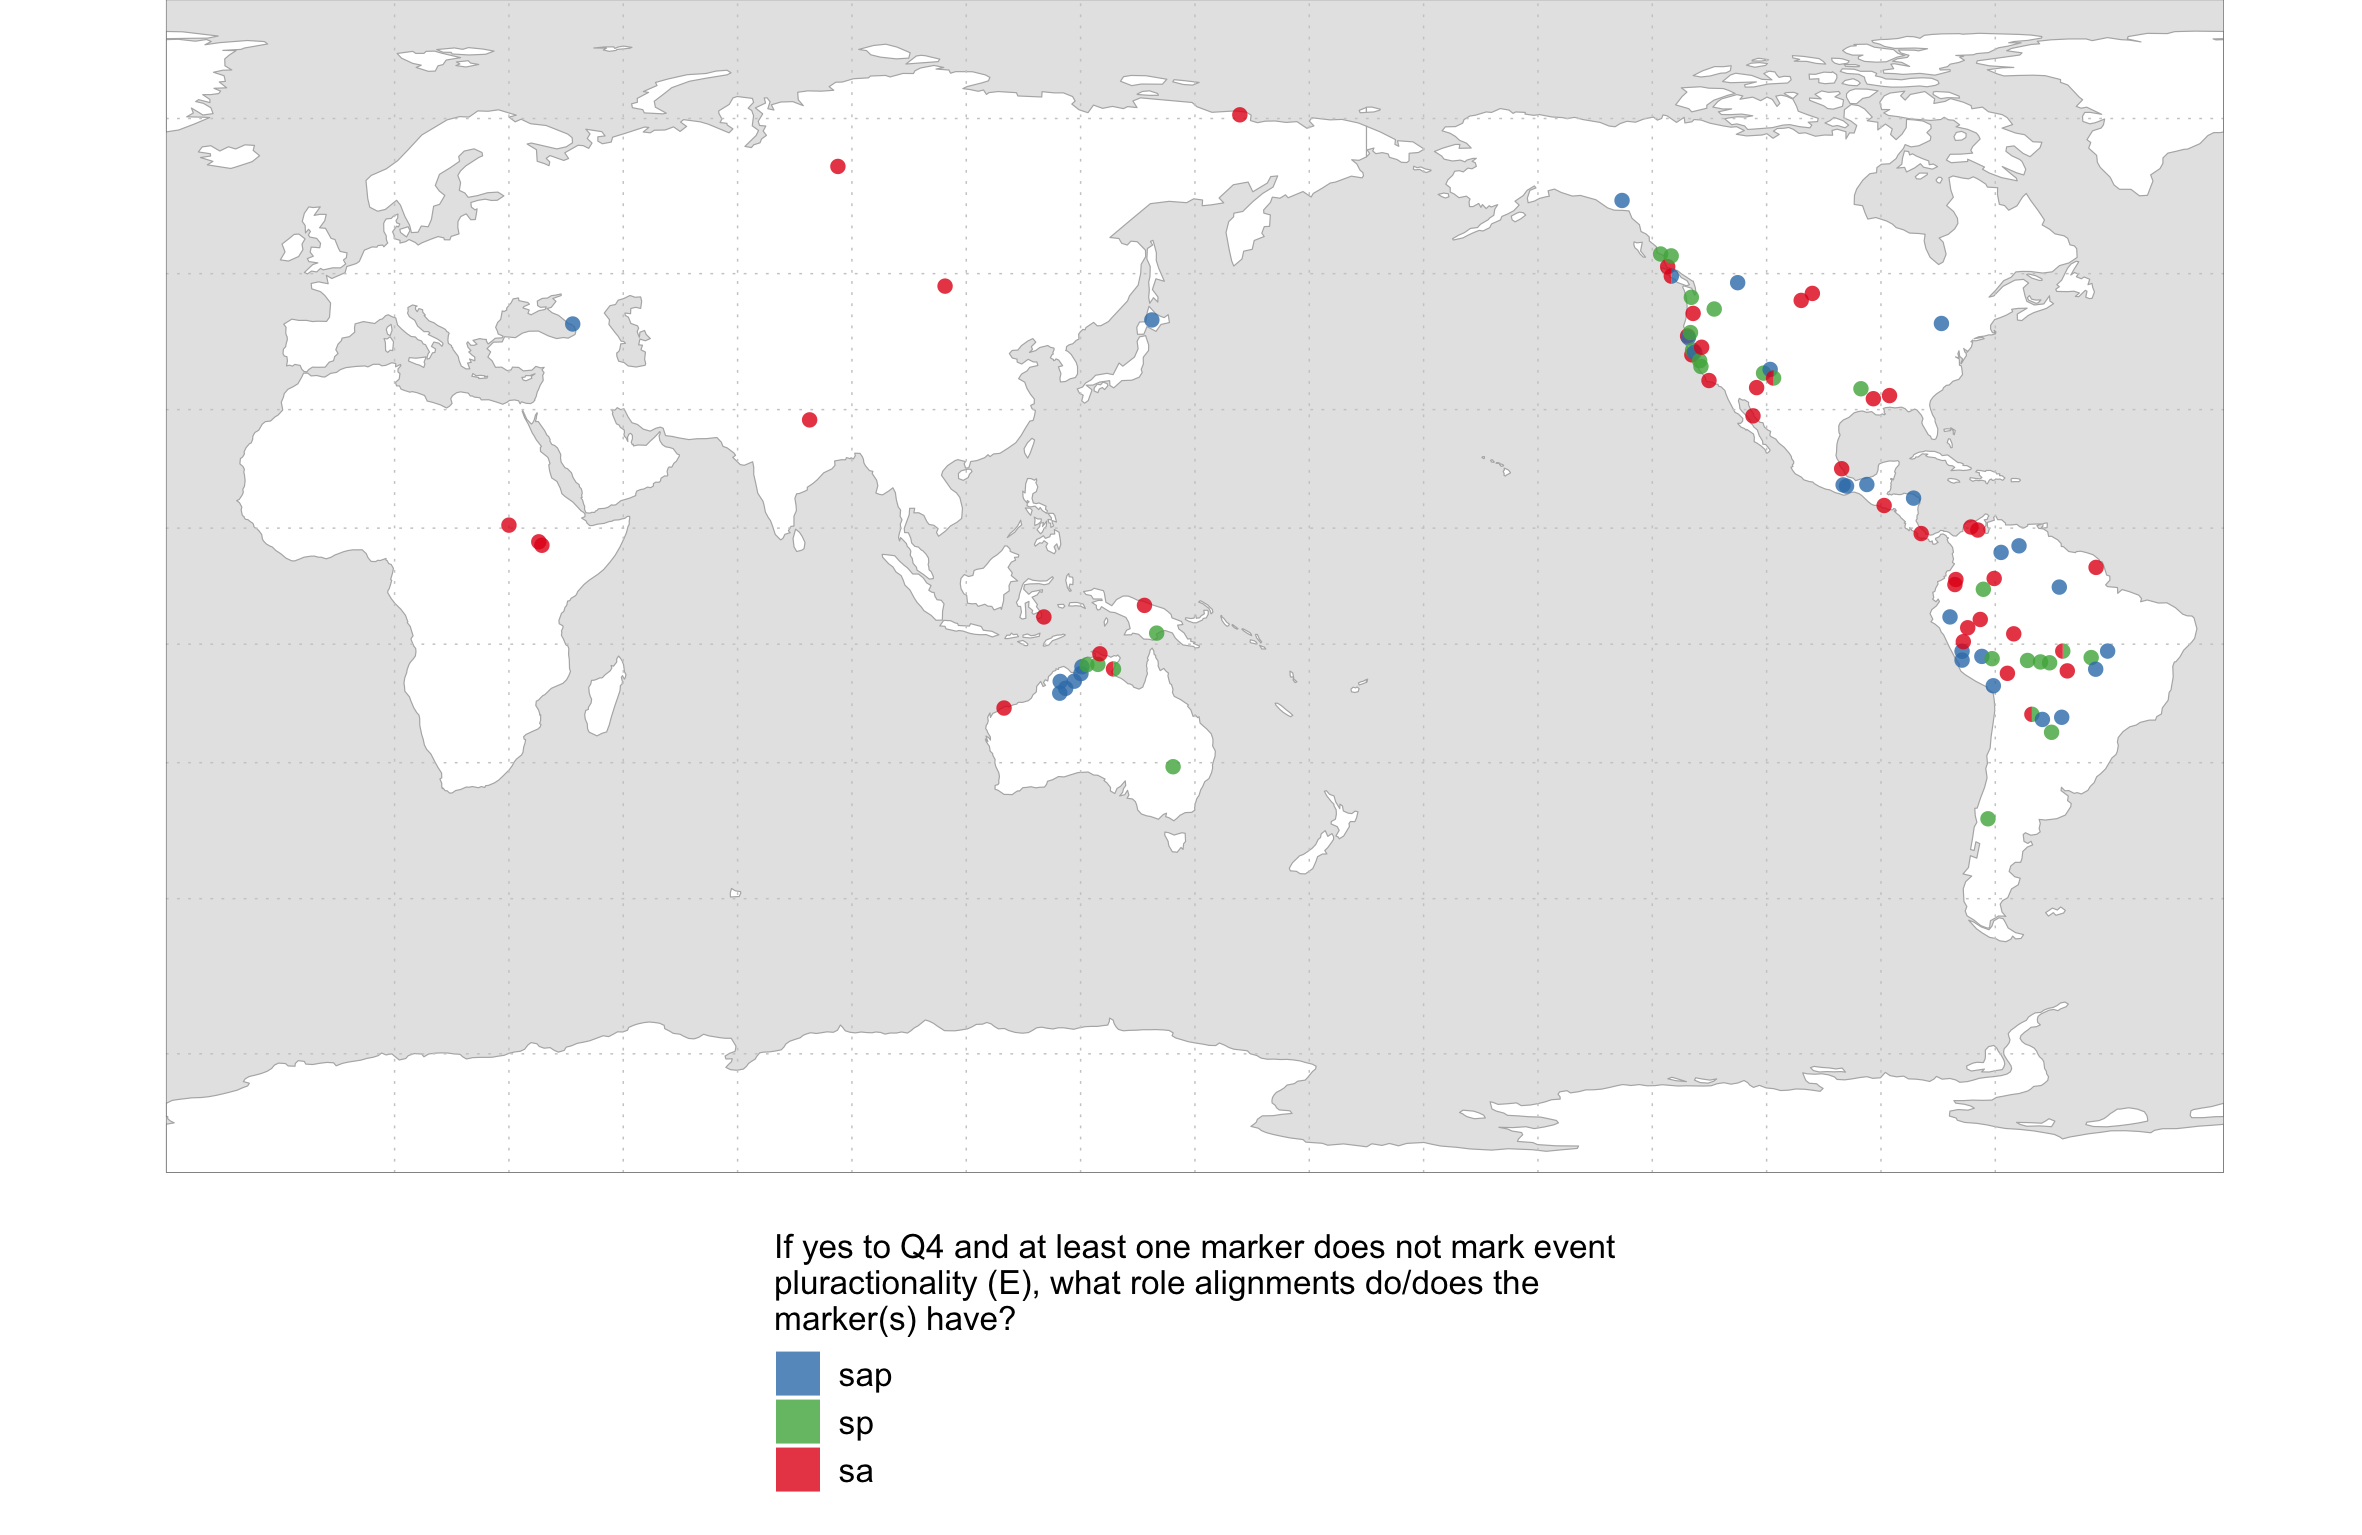 If yes to Q4 and at least one marker does not mark event
pluractionality (E), what role alignments do/does the
marker(s) have?
sap
sp
sa